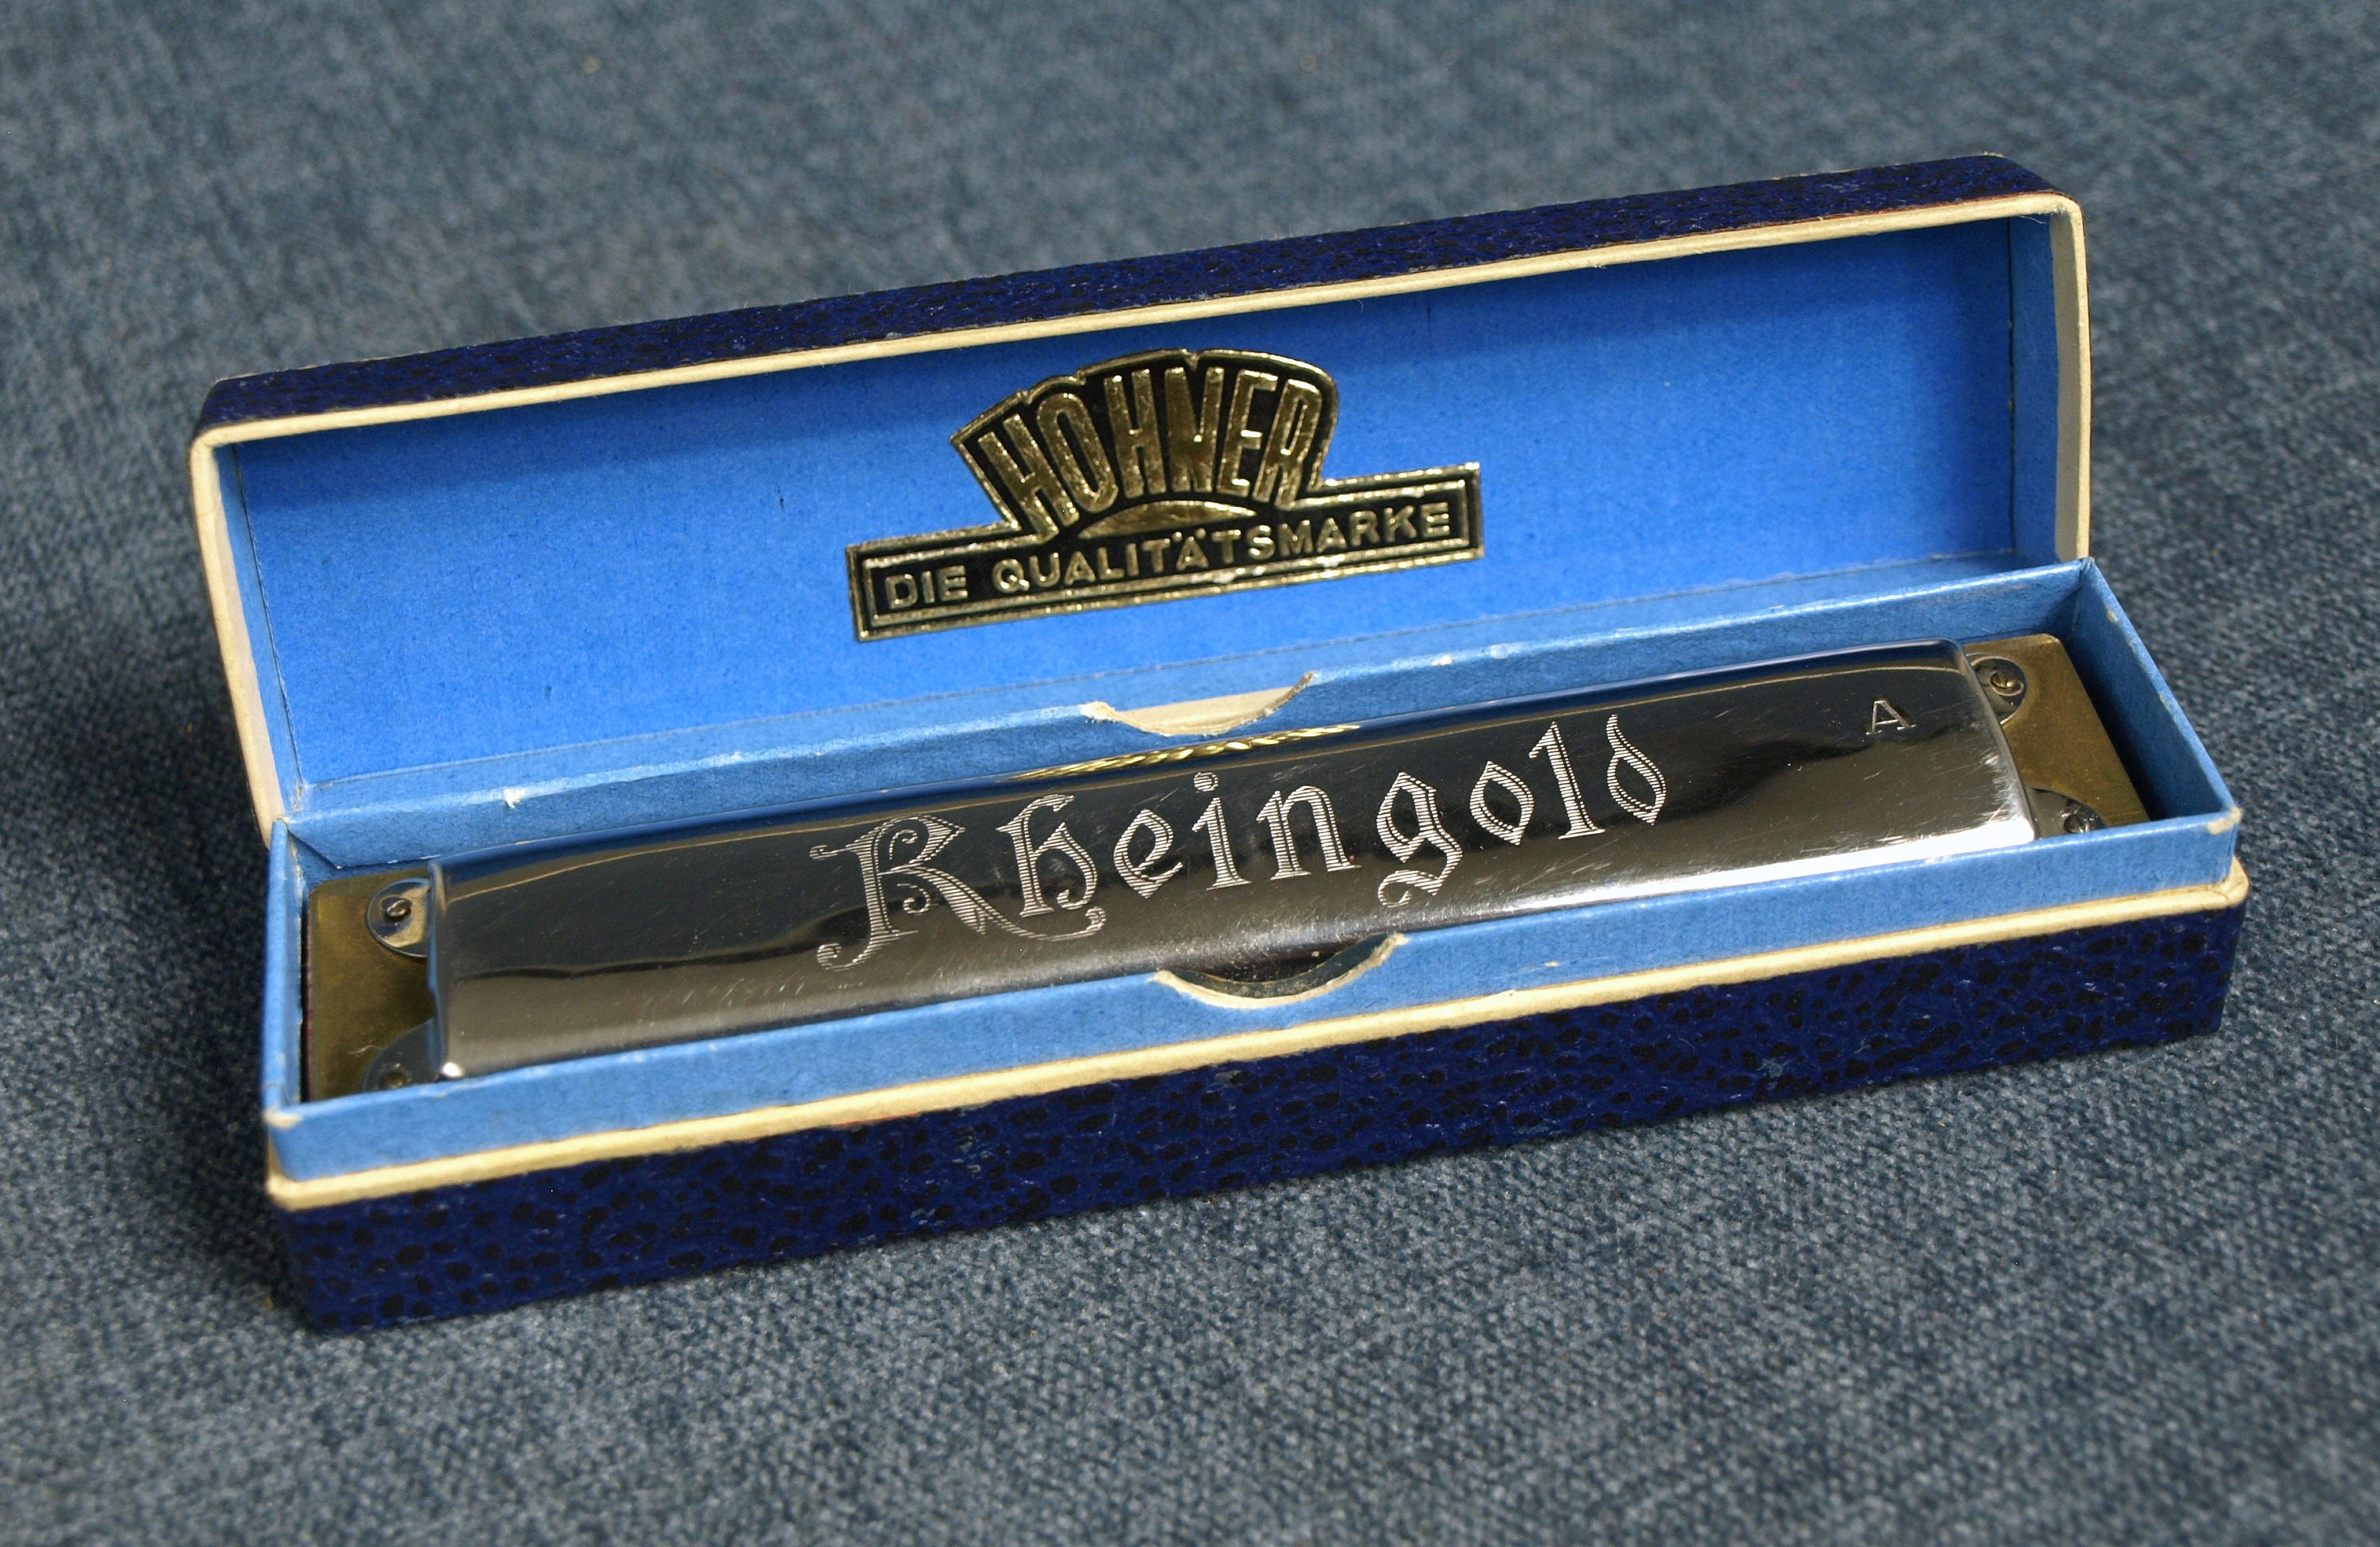 HOHNER
DIE QUALITÄTSMARKE
Rheingold
A